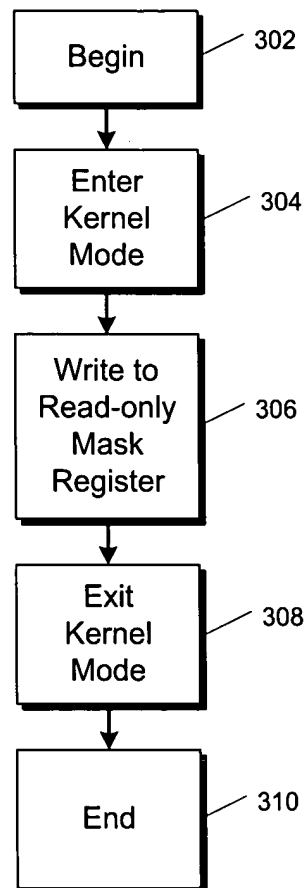 Begin
302
Enter
Kernel
Mode
304
Write to
Read-only
Mask
Register
306
Exit
Kernel
Mode
308
End
310